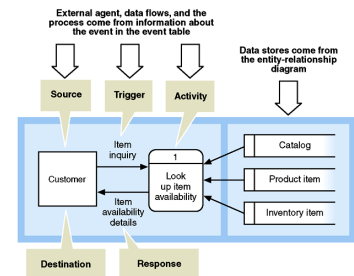 External agent, data flows, and the
process come from information about
the event in the event table
Data stores come from
the entity-relationship
diagram
Source
Trigger
Activity
Item
inquiry
Customer
1
Look
up item
availability
Item
availability
details
Catalog
Product item
Inventory item
Destination
Response